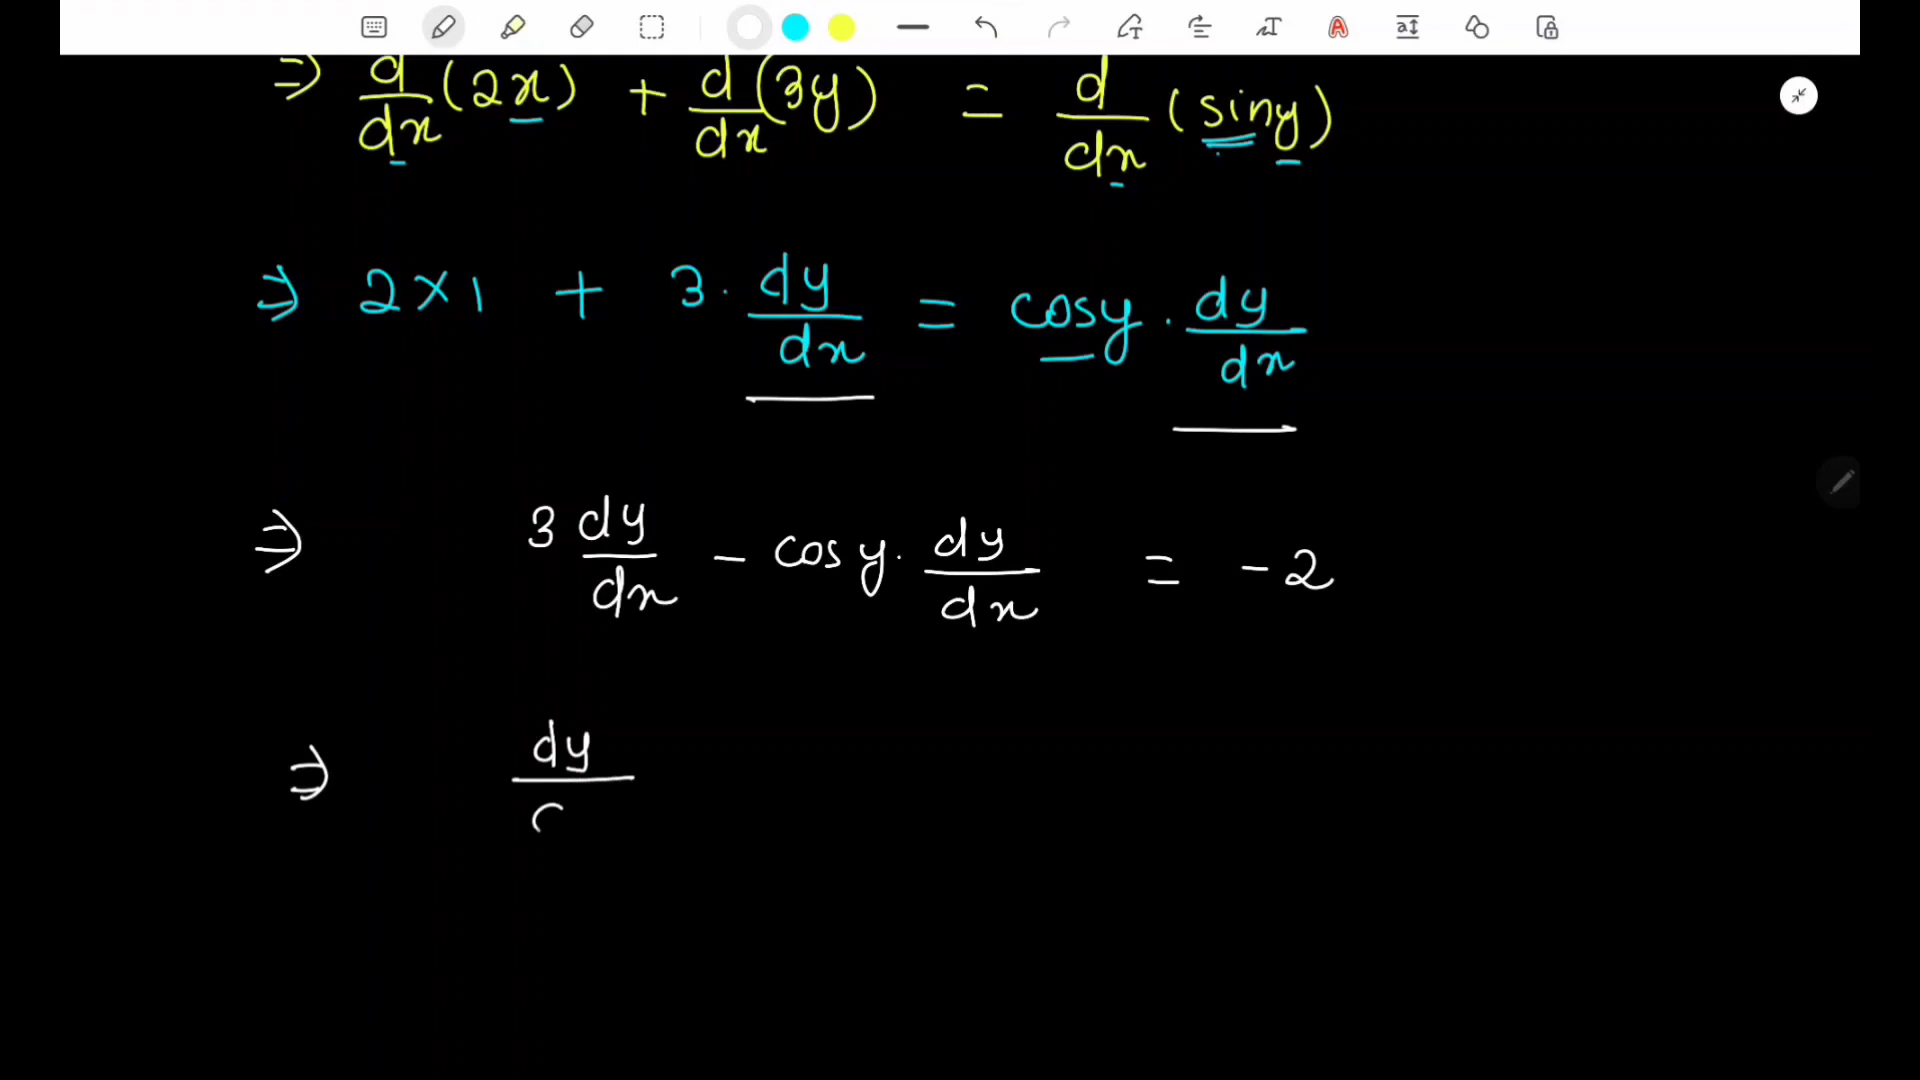 ⇒ d/dx (2x) + d/dx (3y) = d/dx (siny)
⇒ 2×1 + 3. dy/dx = cosy . dy/dx
⇒ 3 dy/dx - cosy. dy/dx = -2
⇒ dy